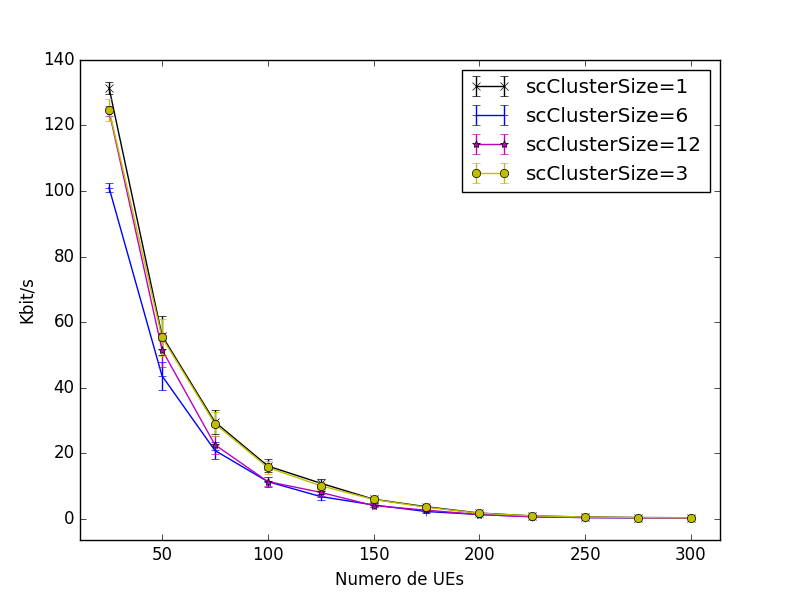 140
120
100
80
60
40
20
0
Kbit/s
scClusterSize=1
scClusterSize=6
scClusterSize=12
scClusterSize=3
50 100 150 200 250 300
Numero de UEs